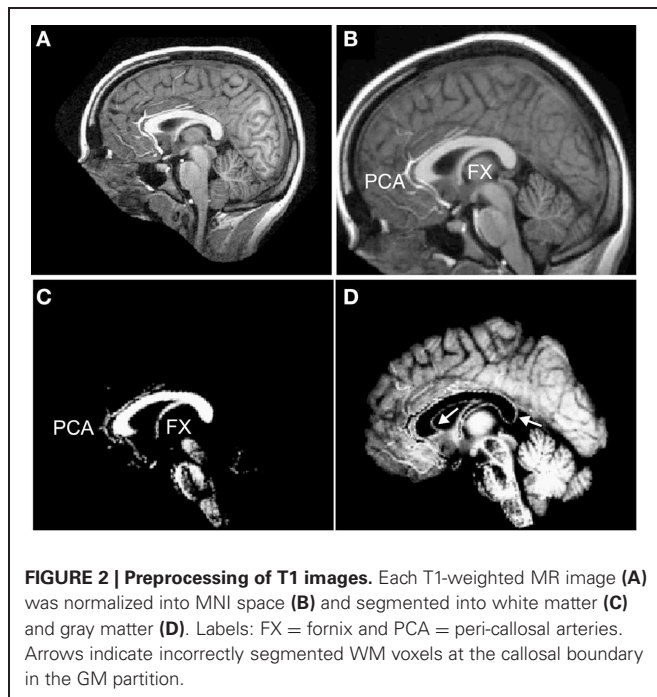 A
B
PCA
FX
C
D
PCA
FX
FIGURE 2 | Preprocessing of T1 images. Each T1-weighted MR image (A)
was normalized into MNI space (B) and segmented into white matter (C)
and gray matter (D). Labels: FX = fornix and PCA = peri-callosal arteries.
Arrows indicate incorrectly segmented WM voxels at the callosal boundary
in the GM partition.